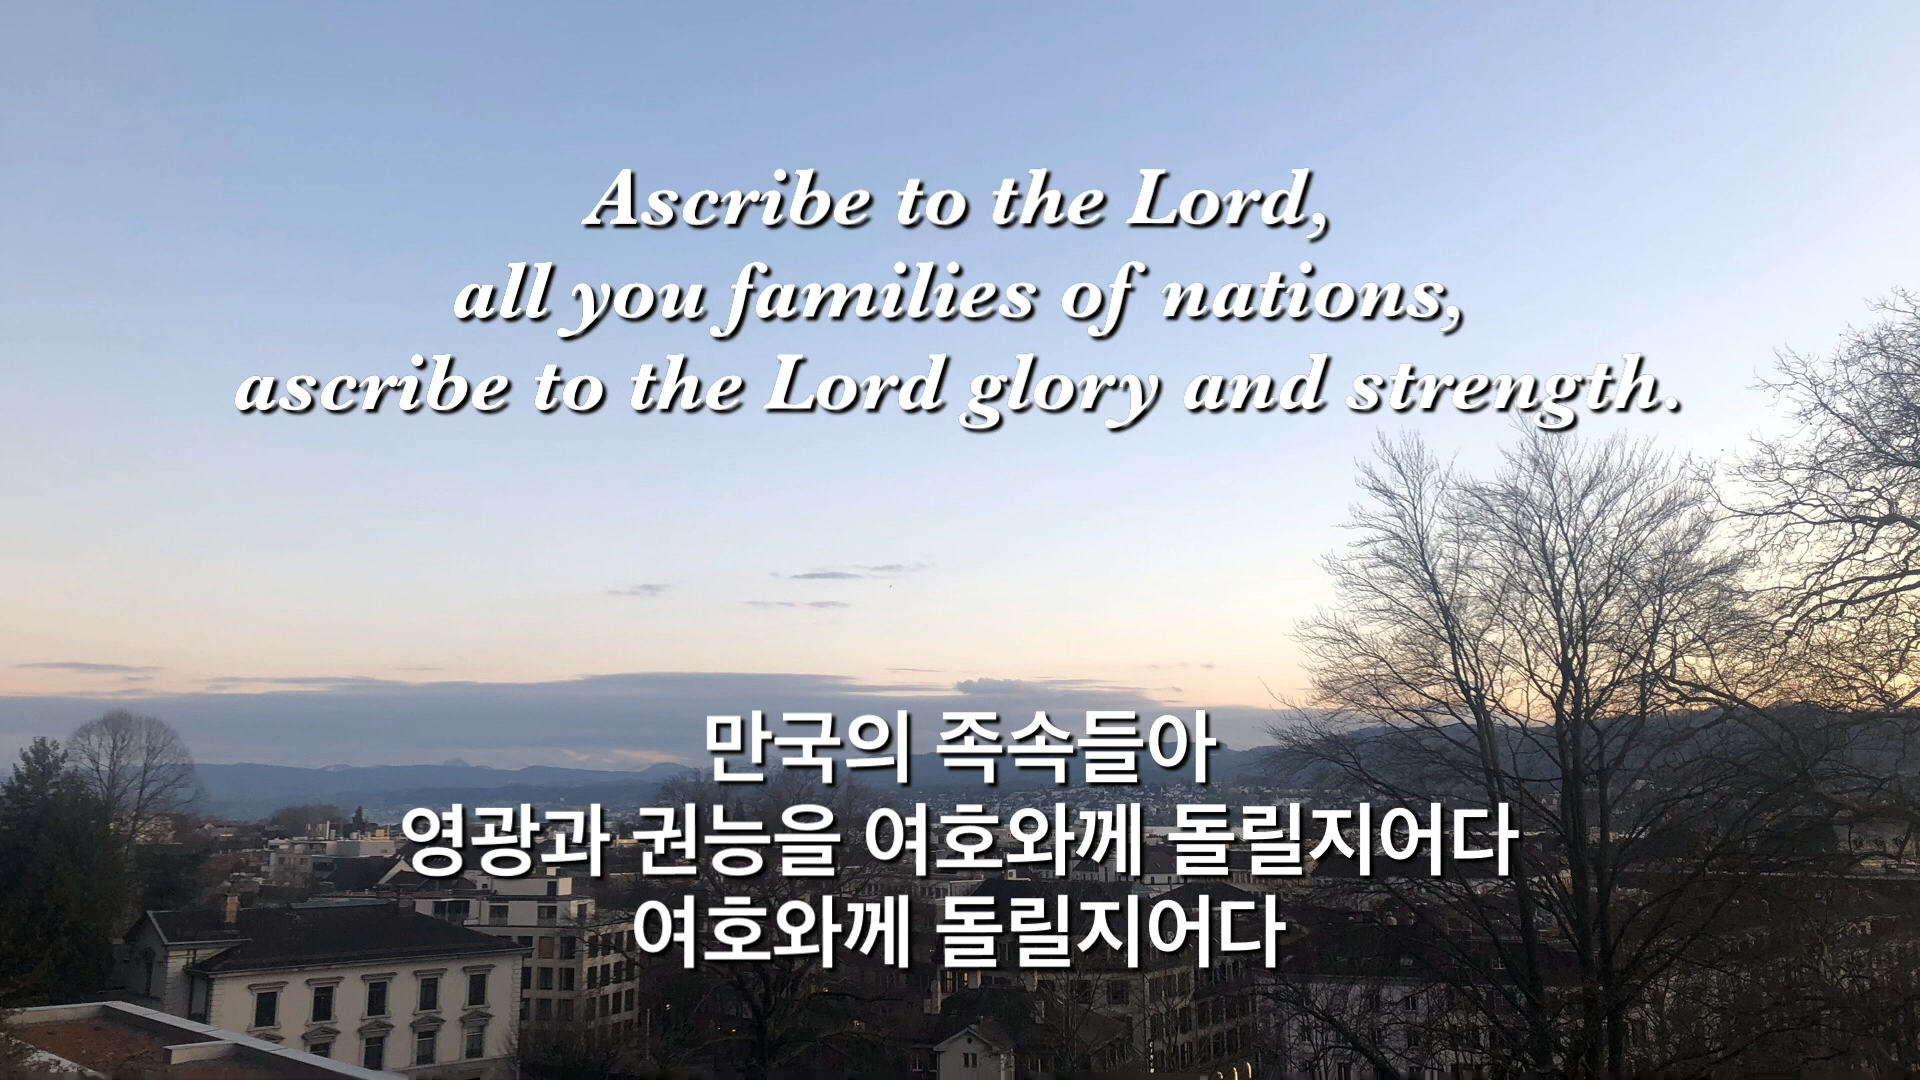 Ascribe to the Lord,
all you families of nations,
ascribe to the Lord glory and strength.
만국의 족속들아
영광과 권능을 여호와께 돌릴지어다
여호와께 돌릴지어다